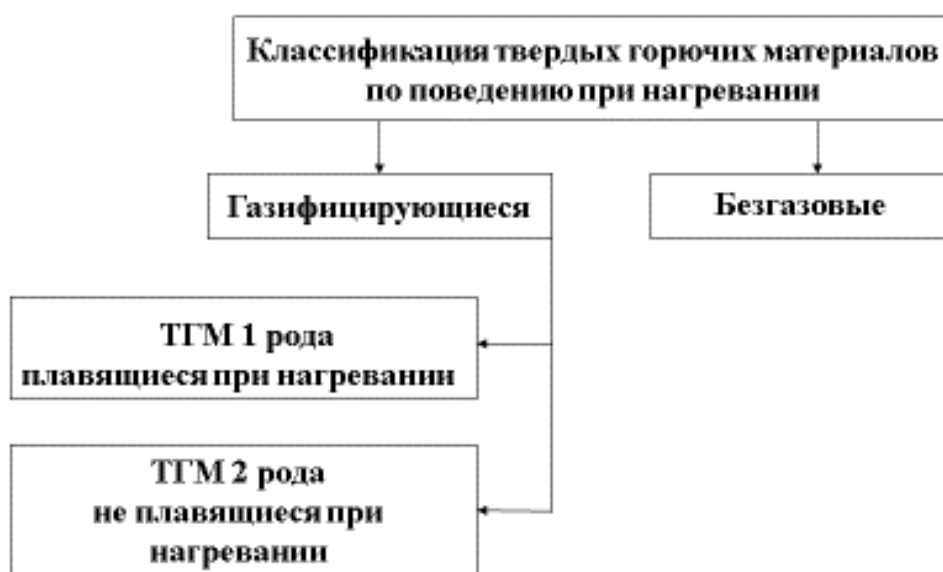 Классификация твердых горючих материалов
по поведению при нагревании
Газифицирующиеся
Безгазовые
ТГМ 1 рода
плавящиеся при нагревании
ТГМ 2 рода
не плавящиеся при
нагревании